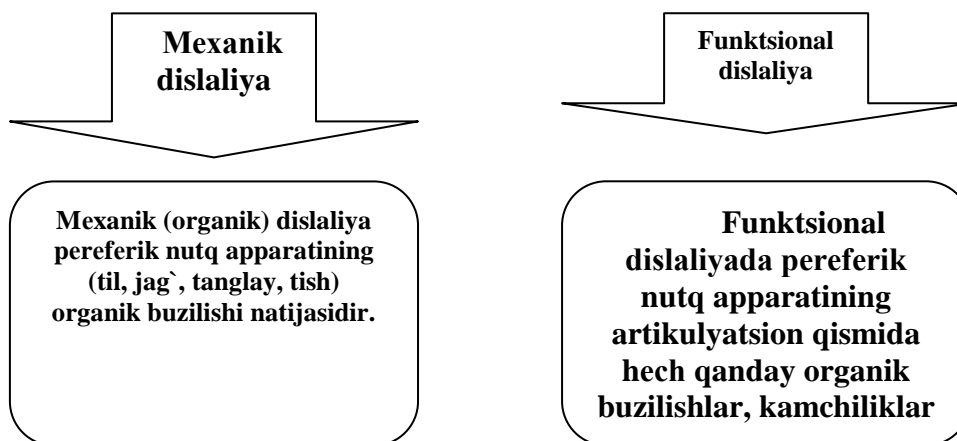 Mexanik
dislaliya
Funktsional
dislaliya
Mexanik (organik) dislaliya
pereferik nutq apparatining
(til, jag`, tanglay, tish)
organik buzilishi natijasidir.
Funktsional
dislaliyada pereferik
nutq apparatining
artikulyatsion qismida
hech qanday organik
buzilishlar, kamchiliklar